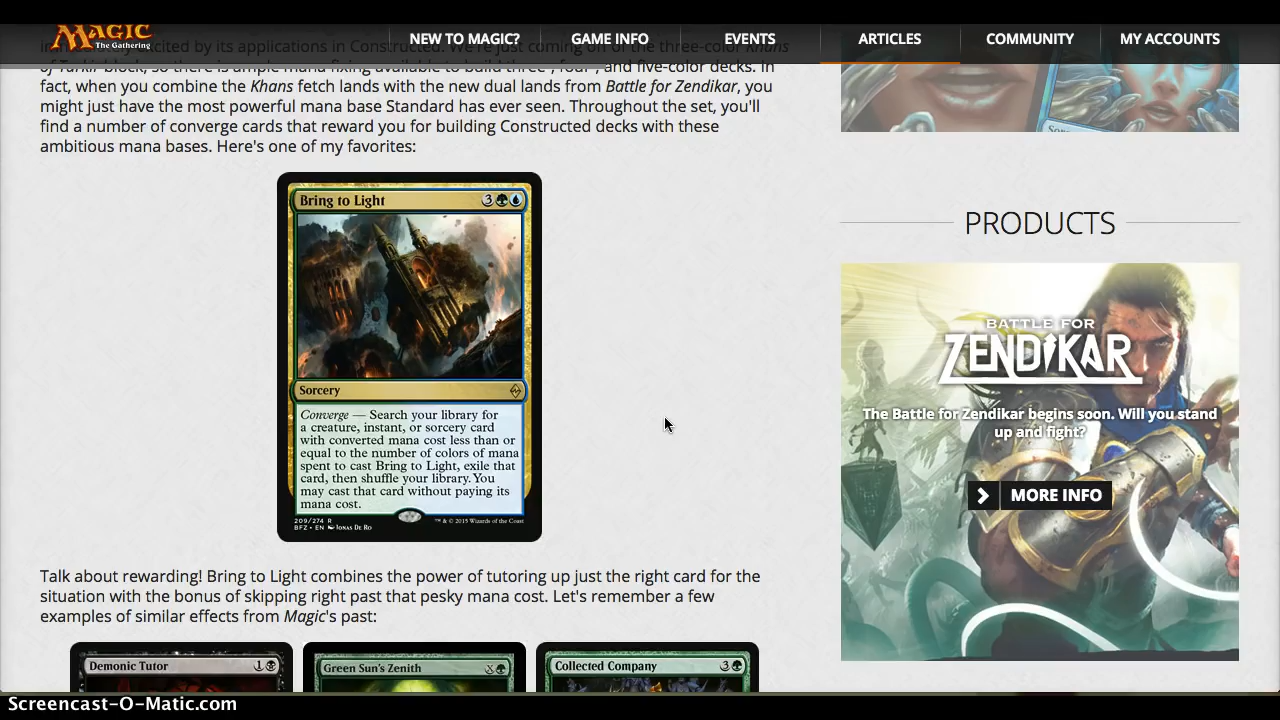 MAGIC
The Gathering
NEW TO MAGIC?
GAME INFO
EVENTS
ARTICLES
COMMUNITY
MY ACCOUNTS
cited by its applications in Constructed. We're just coming off of the three-color Khans
of Tarkir block, so there is ample mana fixing available to build three-, four-, and five-color decks. In
fact, when you combine the Khans fetch lands with the new dual lands from Battle for Zendikar, you
might just have the most powerful mana base Standard has ever seen. Throughout the set, you'll
find a number of converge cards that reward you for building Constructed decks with these
ambitious mana bases. Here's one of my favorites:
Bring to Light 3
Sorcery
Converge — Search your library for
a creature, instant, or sorcery card
with converted mana cost less than or
equal to the number of colors of mana
spent to cast Bring to Light, exile that
card, then shuffle your library. You
may cast that card without paying its
mana cost.
209/274 R
BFZ • EN JONAS DE RO
™ & © 2015 Wizards of the Coast
Talk about rewarding! Bring to Light combines the power of tutoring up just the right card for the
situation with the bonus of skipping right past that pesky mana cost. Let's remember a few
examples of similar effects from Magic's past:
Demonic Tutor 1
Green Sun's Zenith X
Collected Company 3
PRODUCTS
BATTLE FOR
ZENDIKAR
The Battle for Zendikar begins soon. Will you stand
up and fight?
MORE INFO
Screencast-O-Matic.com